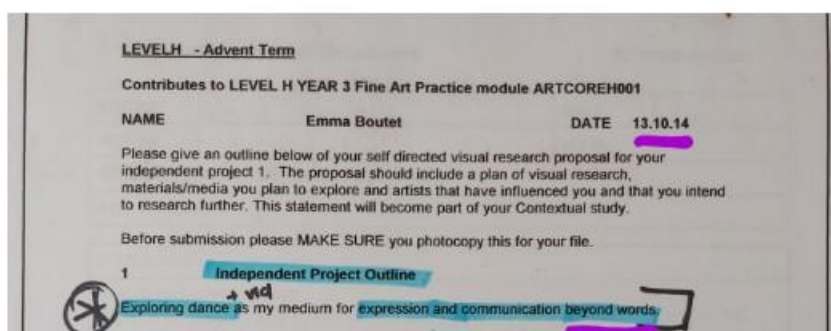 LEVELH - Advent Term
Contributes to LEVEL H YEAR 3 Fine Art Practice module ARTCOREH001
NAME Emma Boutet DATE 13.10.14
Please give an outline below of your self directed visual research proposal for your
independent project 1. The proposal should include a plan of visual research,
materials/media you plan to explore and artists that have influenced you and that you intend
to research further. This statement will become part of your Contextual study.
Before submission please MAKE SURE you photocopy this for your file.
1 Independent Project Outline
+ vid
Exploring dance as my medium for expression and communication beyond words.